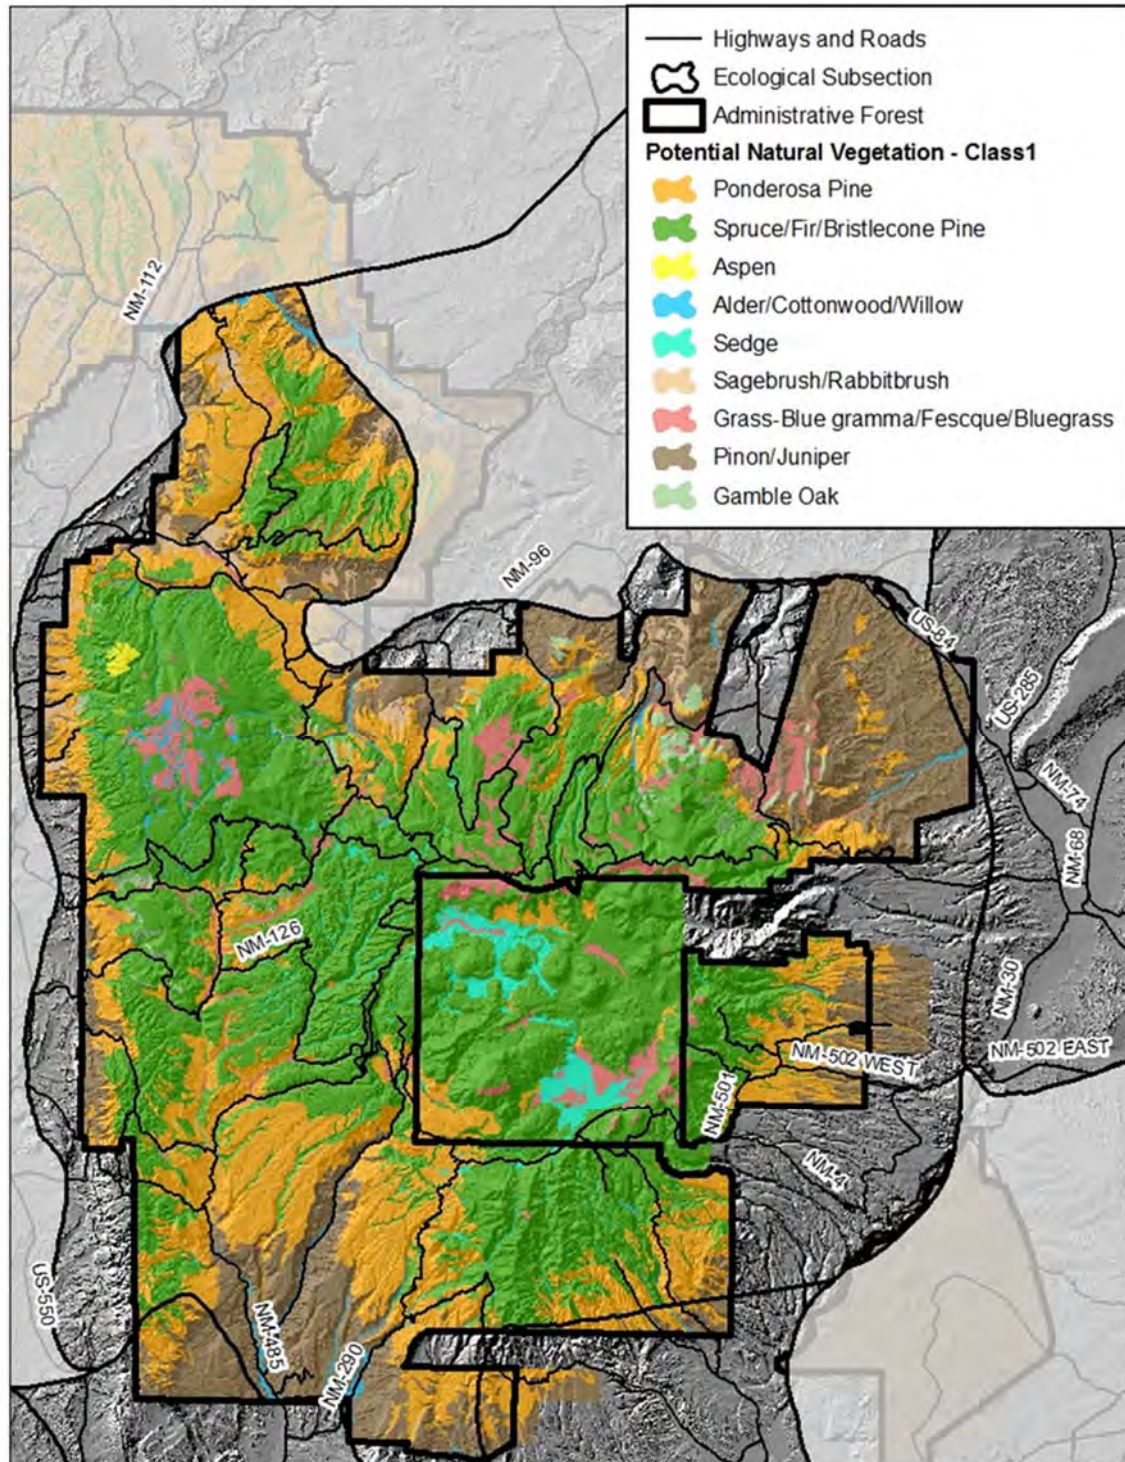 Highways and Roads
Ecological Subsection
Administrative Forest
Potential Natural Vegetation - Class1
Ponderosa Pine
Spruce/Fir/Bristlecone Pine
Aspen
Alder/Cottonwood/Willow
Sedge
Sagebrush/Rabbitbrush
Grass-Blue gramma/Fescque/Bluegrass
Pinon/Juniper
Gamble Oak
NM-112
NM-96
US-84
US-285
NM-74
NM-68
NM-126
NM-30
NM-502 WEST
NM-502 EAST
NM-501
NM-4
US-550
NM-485
NM-290